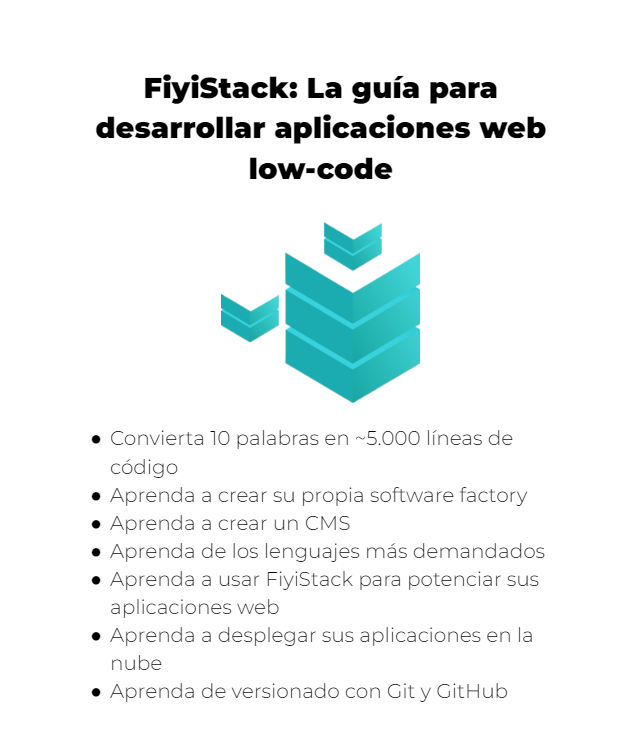 FiyiStack: La guía para
desarrollar aplicaciones web
low-code
● Convierta 10 palabras en ~5.000 líneas de
código
● Aprenda a crear su propia software factory
● Aprenda a crear un CMS
● Aprenda de los lenguajes más demandados
● Aprenda a usar FiyiStack para potenciar sus
aplicaciones web
● Aprenda a desplegar sus aplicaciones en la
nube
● Aprenda de versionado con Git y GitHub